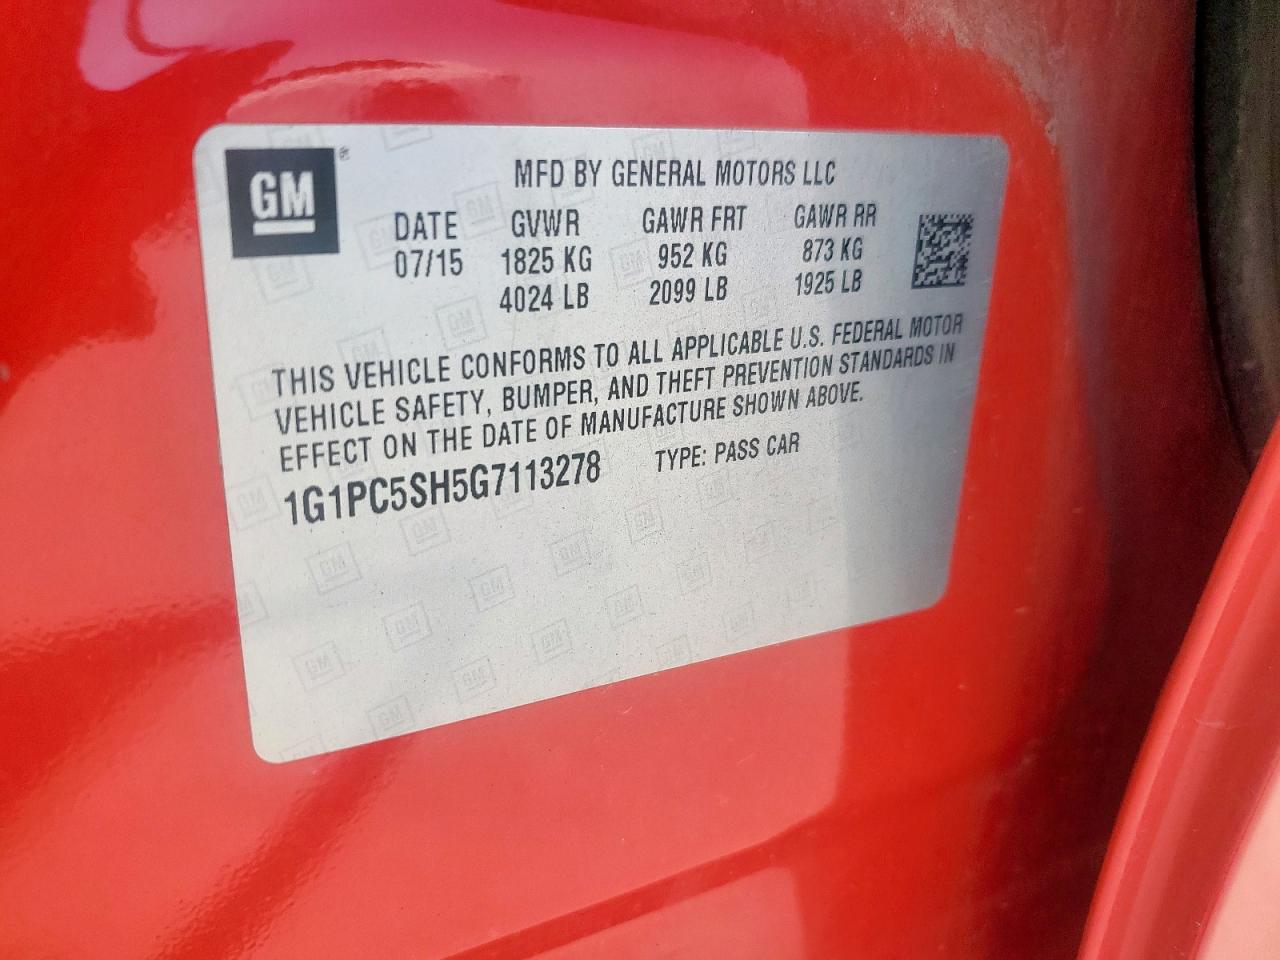 GM ®
MFD BY GENERAL MOTORS LLC
DATE GVWR GAWR FRT GAWR RR
07/15 1825 KG 952 KG 873 KG
4024 LB 2099 LB 1925 LB
THIS VEHICLE CONFORMS TO ALL APPLICABLE U.S. FEDERAL MOTOR
VEHICLE SAFETY, BUMPER, AND THEFT PREVENTION STANDARDS IN
EFFECT ON THE DATE OF MANUFACTURE SHOWN ABOVE.
1G1PC5SH5G7113278 TYPE: PASS CAR